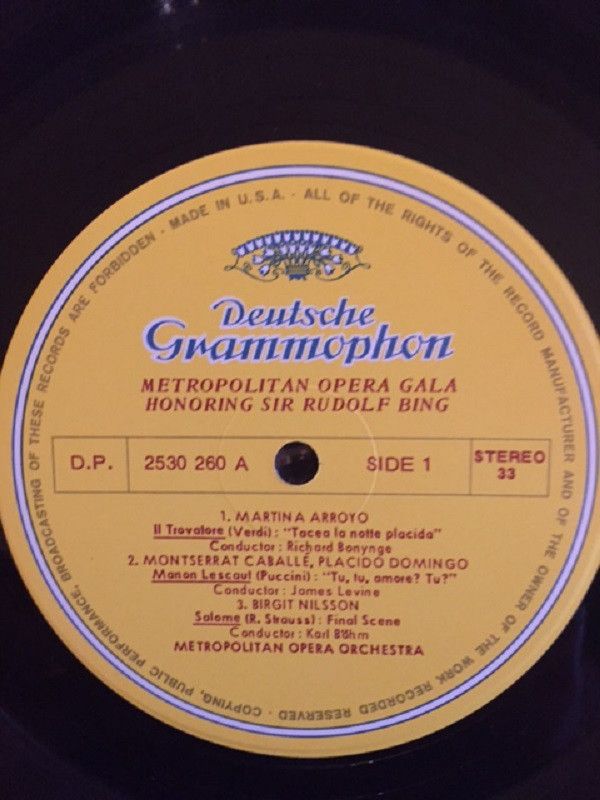 MADE IN U.S.A. · ALL OF THE RIGHTS OF THE RECORD MANUFACTURER AND OF THE OWNER OF THE WORK RECORDED RESERVED · COPYING, PUBLIC PERFORMANCE, BROADCASTING OF THESE RECORDS ARE FORBIDDEN ·
Deutsche
Grammophon
METROPOLITAN OPERA GALA
HONORING SIR RUDOLF BING
D.P. 2530 260 A SIDE 1 STEREO
33
1. MARTINA ARROYO
Il Trovatore (Verdi): "Tacea la notte placida"
Conductor: Richard Bonynge
2. MONTSERRAT CABALLÉ, PLACIDO DOMINGO
Manon Lescaut (Puccini): "Tu, tu, amore? Tu?"
Conductor: James Levine
3. BIRGIT NILSSON
Salome (R. Strauss): Final Scene
Conductor: Karl Böhm
METROPOLITAN OPERA ORCHESTRA